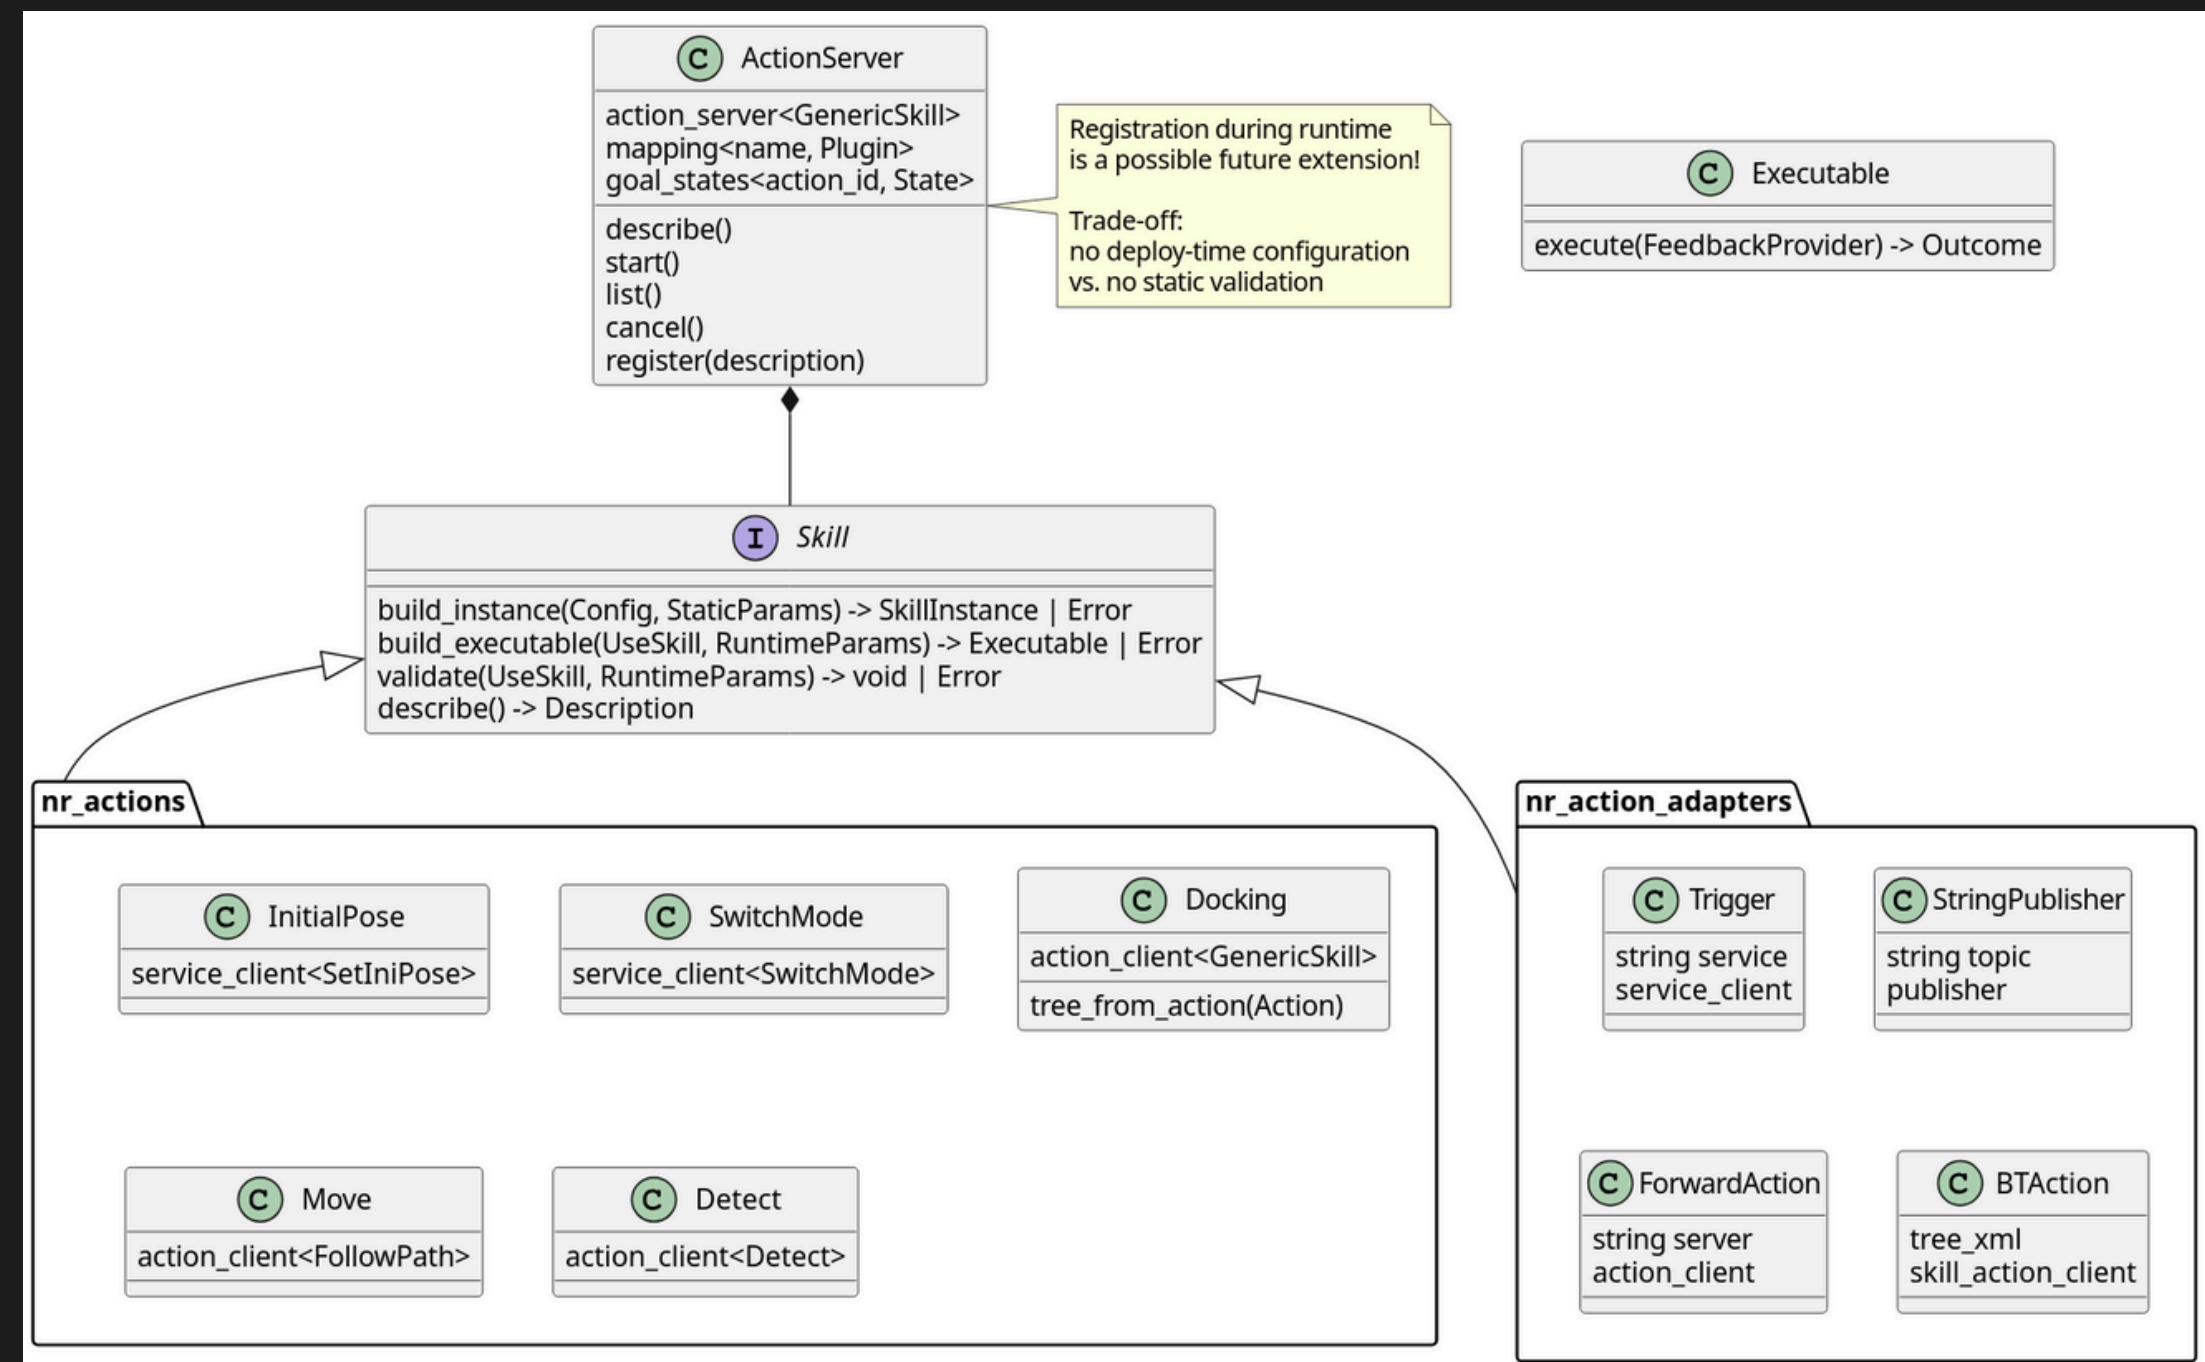 C ActionServer
action_server<GenericSkill>
mapping<name, Plugin>
goal_states<action_id, State>
describe()
start()
list()
cancel()
register(description)
Registration during runtime
is a possible future extension!
Trade-off:
no deploy-time configuration
vs. no static validation
C Executable
execute(FeedbackProvider) -> Outcome
I Skill
build_instance(Config, StaticParams) -> SkillInstance | Error
build_executable(UseSkill, RuntimeParams) -> Executable | Error
validate(UseSkill, RuntimeParams) -> void | Error
describe() -> Description
nr_actions
C InitialPose
service_client<SetIniPose>
C SwitchMode
service_client<SwitchMode>
C Docking
action_client<GenericSkill>
tree_from_action(Action)
C Move
action_client<FollowPath>
C Detect
action_client<Detect>
nr_action_adapters
C Trigger
string service
service_client
C StringPublisher
string topic
publisher
C ForwardAction
string server
action_client
C BTAction
tree_xml
skill_action_client